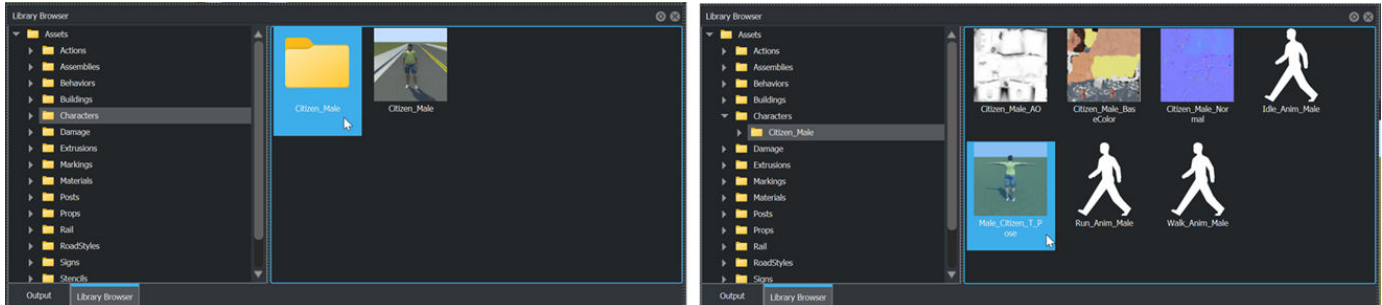 Library Browser
Assets
Actions
Assemblies
Behaviors
Buildings
Characters
Damage
Extrusions
Markings
Materials
Posts
Props
Rail
RoadStyles
Signs
Stencils
Citizen_Male
Citizen_Male
Output
Library Browser
Library Browser
Assets
Actions
Assemblies
Behaviors
Buildings
Characters
Citizen_Male
Damage
Extrusions
Markings
Materials
Posts
Props
Rail
RoadStyles
Signs
Citizen_Male_AO
Citizen_Male_Bas
eColor
Citizen_Male_Nor
mal
Idle_Anim_Male
Male_Citizen_T_P
ose
Run_Anim_Male
Walk_Anim_Male
Output
Library Browser